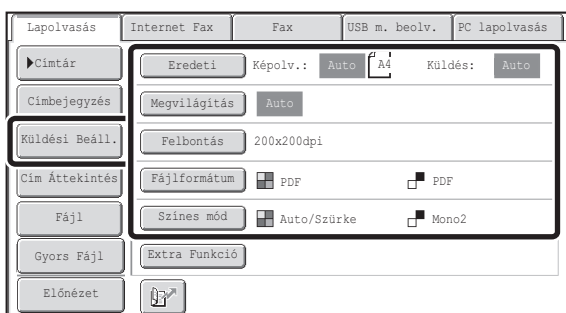 Lapolvasás Internet Fax Fax USB m. beolv. PC lapolvasás
Címtár Eredeti Képolv.: Auto A4 Küldés: Auto
Címbejegyzés Megvilágítás Auto
Küldési Beáll. Felbontás 200x200dpi
Cím Áttekintés Fájlformátum PDF PDF
Fájl Színes mód Auto/Szürke Mono2
Gyors Fájl Extra Funkció
Előnézet